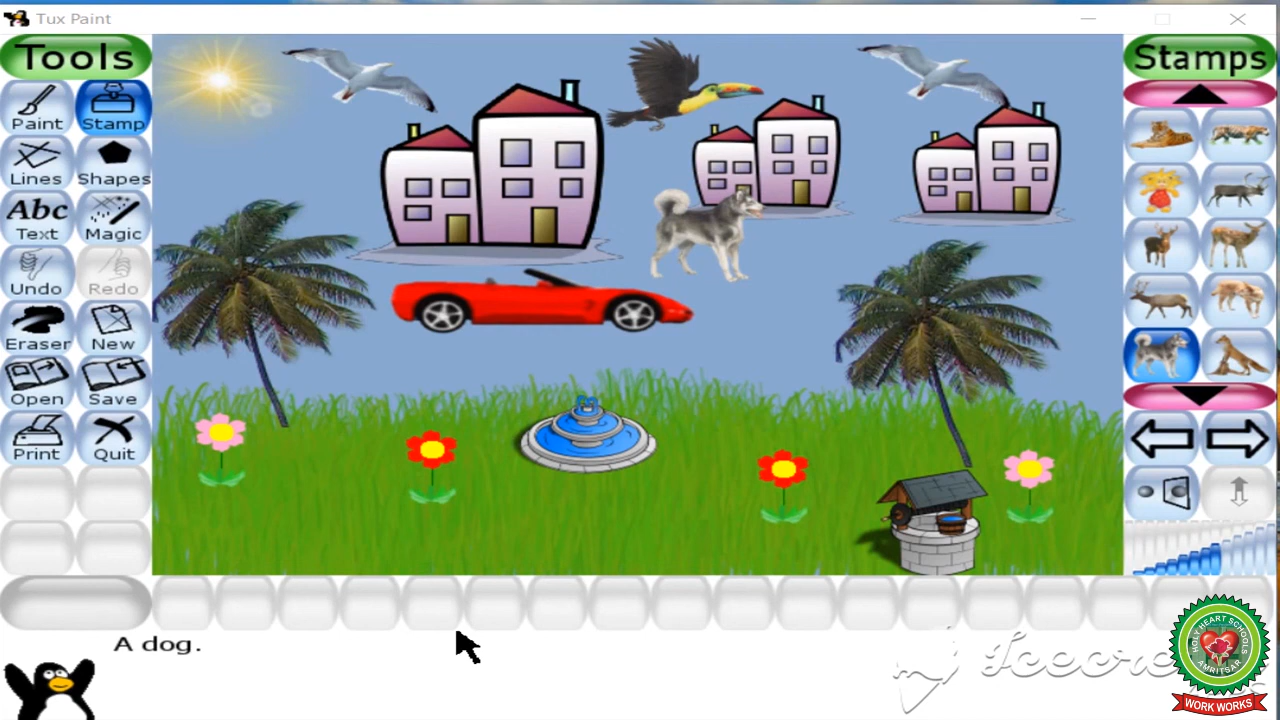 Tux Paint
Tools
Stamps
Paint
Stamp
Lines
Shapes
Abc
Text
Magic
Undo
Redo
Eraser
New
Open
Save
Print
Quit
A dog.
HOLY HEART SCHOOLS
AMRITSAR
WORK WORKS